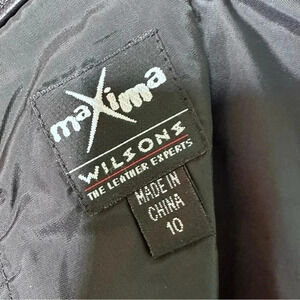 maxima
WILSONS
THE LEATHER EXPERTS
MADE IN
CHINA
10